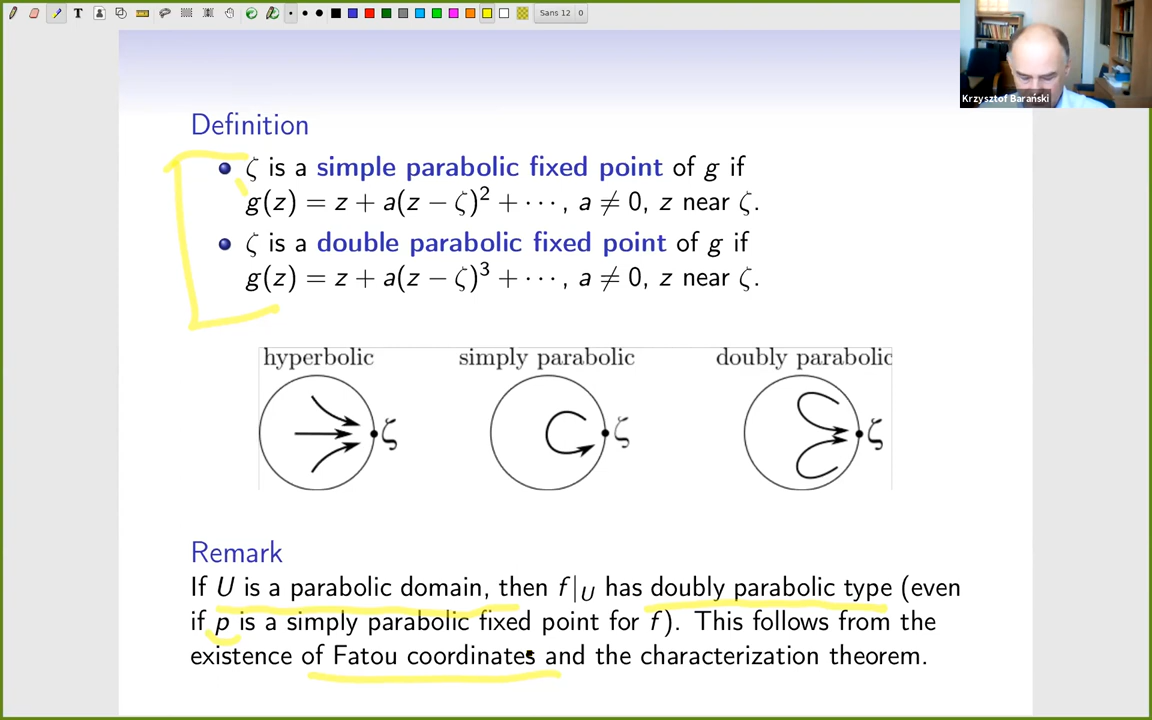 Sans 12 0
Krzysztof Barański
Definition
ζ is a simple parabolic fixed point of g if
g(z) = z + a(z − ζ)² + ⋯, a ≠ 0, z near ζ.
ζ is a double parabolic fixed point of g if
g(z) = z + a(z − ζ)³ + ⋯, a ≠ 0, z near ζ.
hyperbolic simply parabolic doubly parabolic
ζ ζ ζ
Remark
If U is a parabolic domain, then f|_U has doubly parabolic type (even
if p is a simply parabolic fixed point for f). This follows from the
existence of Fatou coordinates and the characterization theorem.